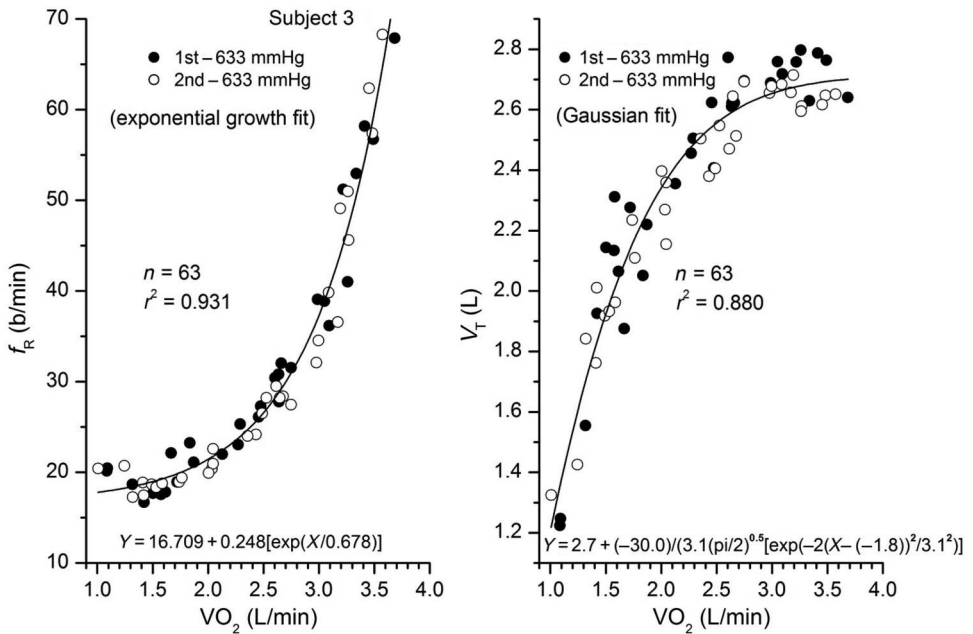 Subject 3
70
60
50
40
30
20
10
f_R (b/min)
● 1st – 633 mmHg
○ 2nd – 633 mmHg
(exponential growth fit)
n = 63
r² = 0.931
Y = 16.709 + 0.248[exp(X/0.678)]
1.0 1.5 2.0 2.5 3.0 3.5 4.0
VO₂ (L/min)
2.8
2.6
2.4
2.2
2.0
1.8
1.6
1.4
1.2
V_T (L)
1st – 633 mmHg
2nd – 633 mmHg
(Gaussian fit)
n = 63
r² = 0.880
Y = 2.7 + (–30.0)/(3.1(pi/2)^0.5[exp(–2(X– (–1.8))²/3.1²)]
1.0 1.5 2.0 2.5 3.0 3.5 4.0
VO₂ (L/min)